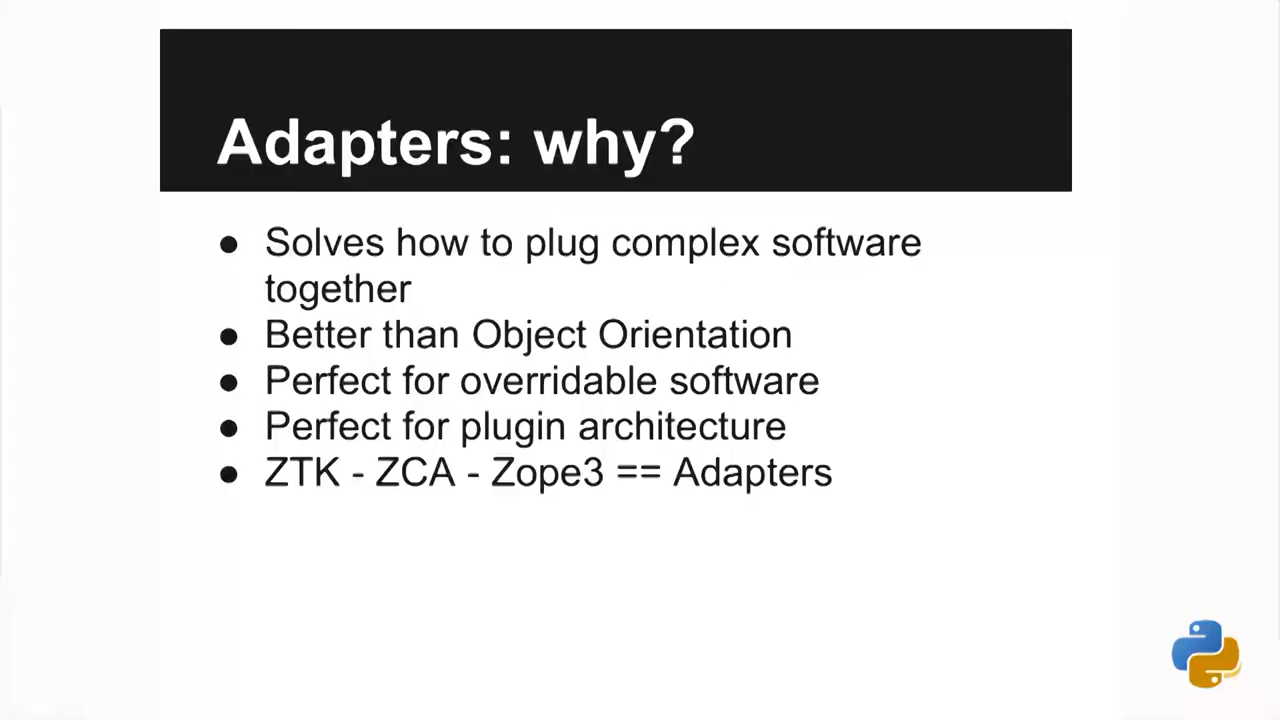 Adapters: why?
● Solves how to plug complex software
together
● Better than Object Orientation
● Perfect for overridable software
● Perfect for plugin architecture
● ZTK - ZCA - Zope3 == Adapters